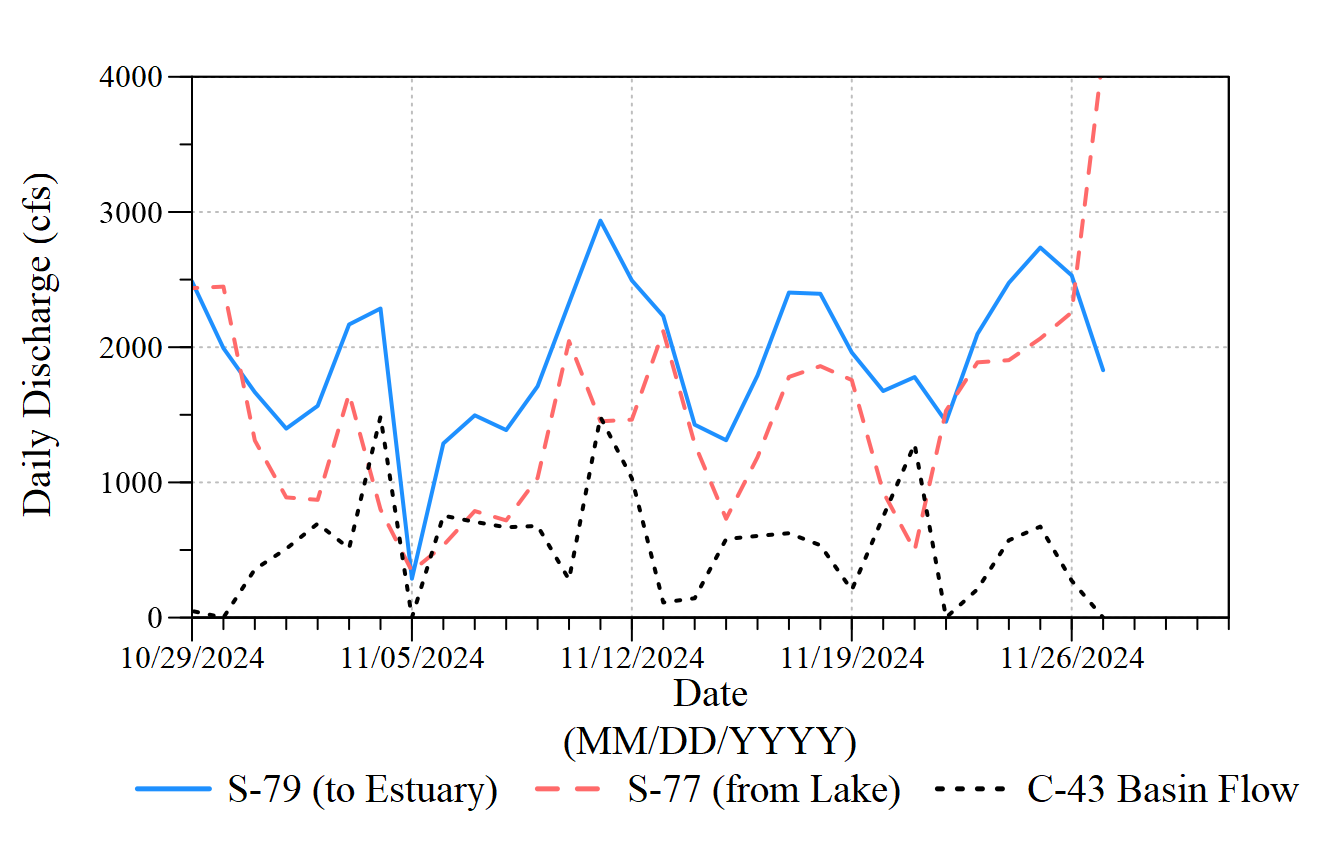 4000
3000
2000
1000
0
Daily Discharge (cfs)
10/29/2024 11/05/2024 11/12/2024 11/19/2024 11/26/2024
Date
(MM/DD/YYYY)
S-79 (to Estuary) S-77 (from Lake) C-43 Basin Flow